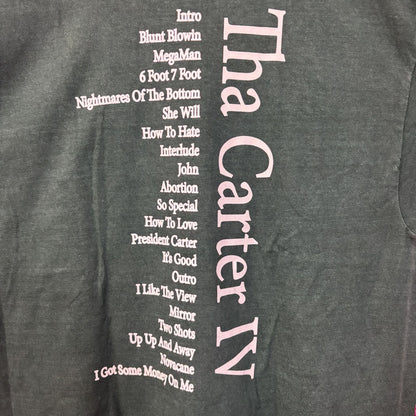 Intro
Blunt Blowin
MegaMan
6 Foot 7 Foot
Nightmares Of The Bottom
She Will
How To Hate
Interlude
John
Abortion
So Special
How To Love
President Carter
It's Good
Outro
I Like The View
Mirror
Two Shots
Up Up And Away
Novacane
I Got Some Money On Me
Tha Carter IV